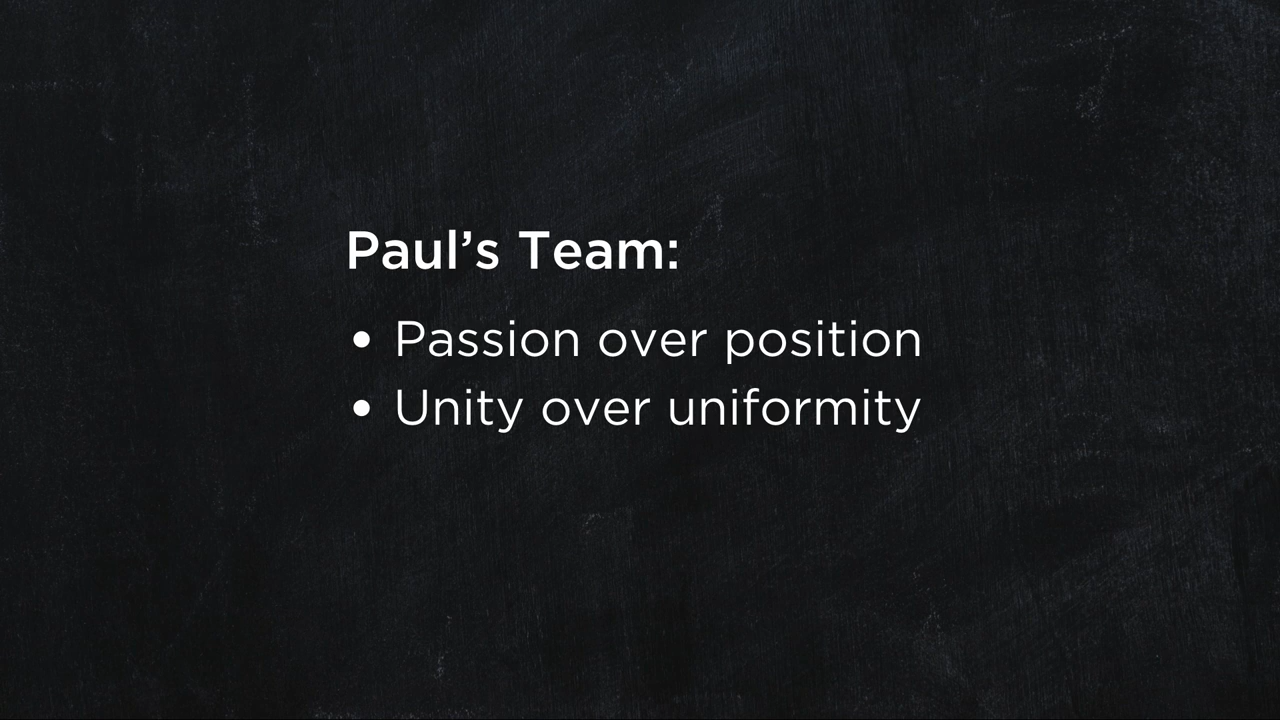 Paul’s Team:
• Passion over position
• Unity over uniformity